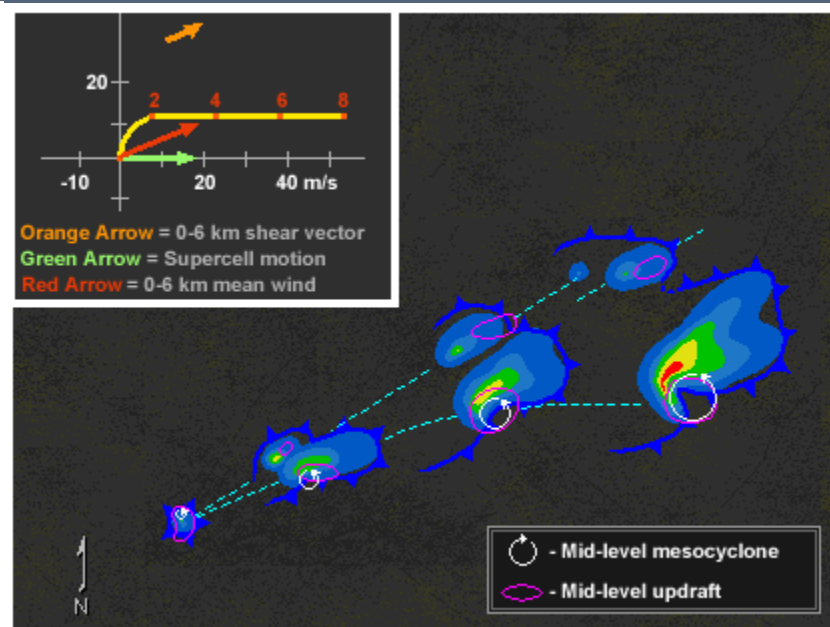 20
2 4 6 8
-10 20 40 m/s
Orange Arrow = 0-6 km shear vector
Green Arrow = Supercell motion
Red Arrow = 0-6 km mean wind
- Mid-level mesocyclone
- Mid-level updraft
N